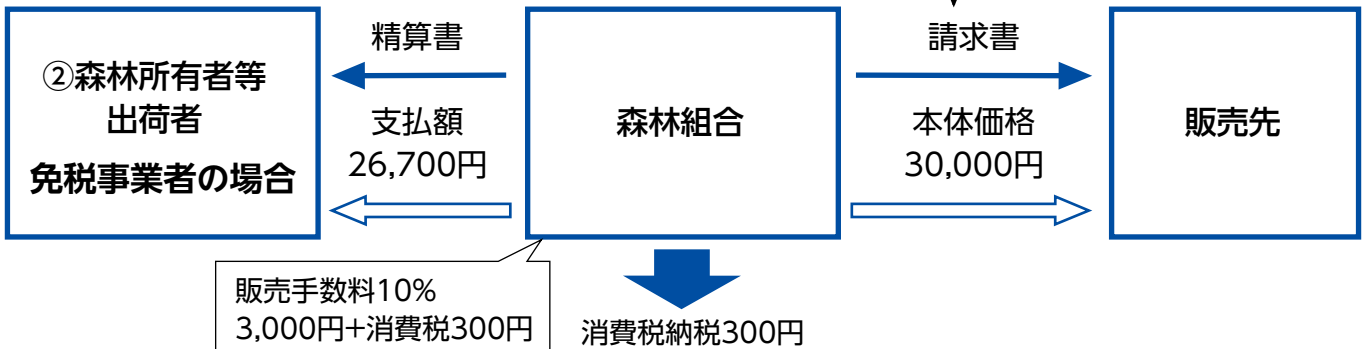 ②森林所有者等
出荷者
免税事業者の場合
精算書
支払額
26,700円
森林組合
請求書
本体価格
30,000円
販売先
販売手数料10%
3,000円+消費税300円
消費税納税300円